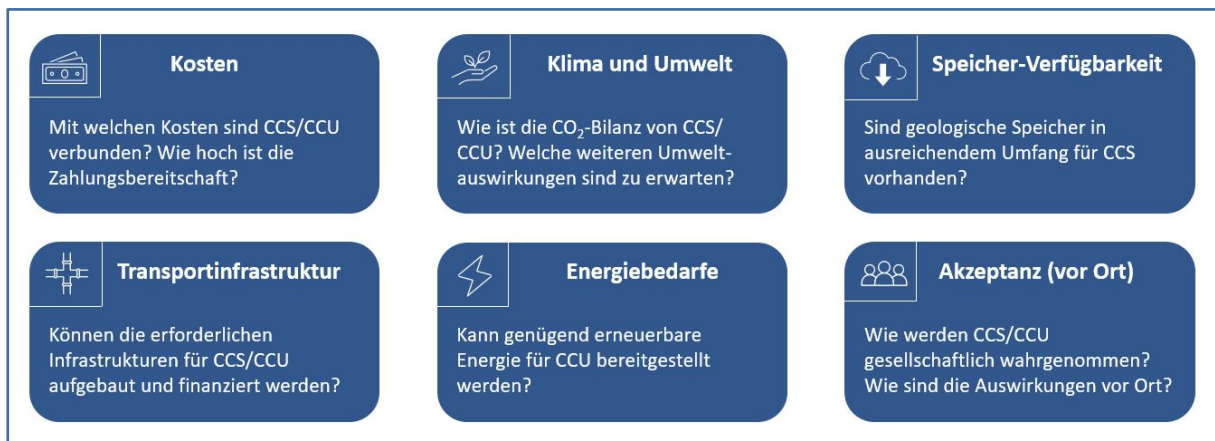 Kosten
Mit welchen Kosten sind CCS/CCU
verbunden? Wie hoch ist die
Zahlungsbereitschaft?
Klima und Umwelt
Wie ist die CO₂-Bilanz von CCS/
CCU? Welche weiteren Umwelt-
auswirkungen sind zu erwarten?
Speicher-Verfügbarkeit
Sind geologische Speicher in
ausreichendem Umfang für CCS
vorhanden?
Transportinfrastruktur
Können die erforderlichen
Infrastrukturen für CCS/CCU
aufgebaut und finanziert werden?
Energiebedarfe
Kann genügend erneuerbare
Energie für CCU bereitgestellt
werden?
Akzeptanz (vor Ort)
Wie werden CCS/CCU
gesellschaftlich wahrgenommen?
Wie sind die Auswirkungen vor Ort?